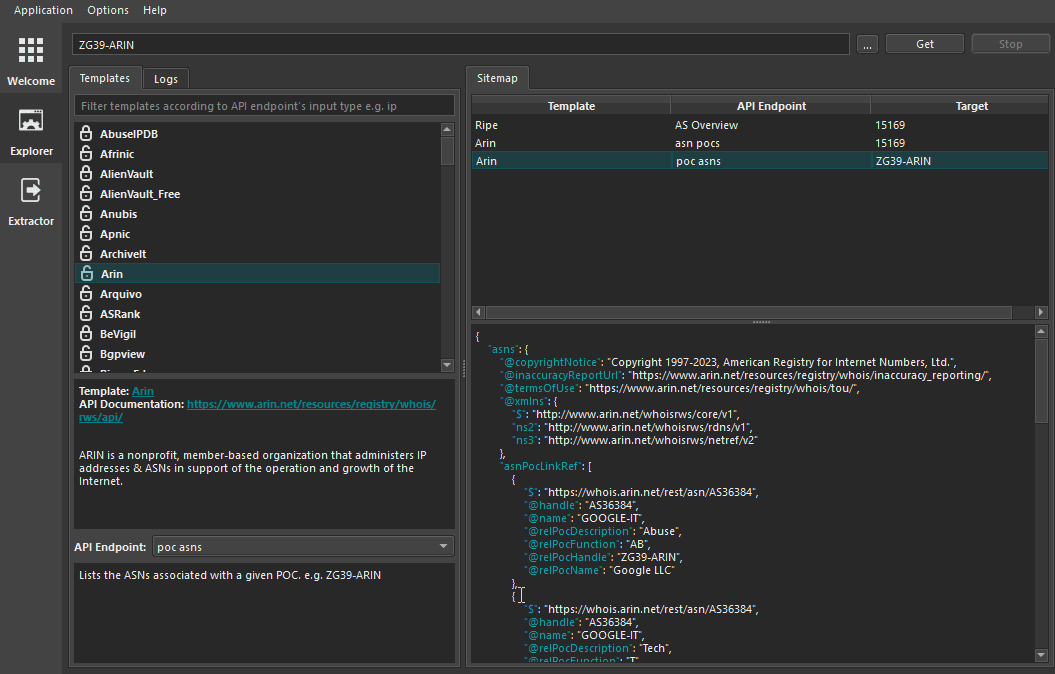 Application Options Help
ZG39-ARIN
...
Get
Stop
Welcome
Explorer
Extractor
Templates Logs
Filter templates according to API endpoint's input type e.g. ip
AbuseIPDB
Afrinic
AlienVault
AlienVault_Free
Anubis
Apnic
ArchiveIt
Arin
Arquivo
ASRank
BeVigil
Bgpview
Template: Arin
API Documentation: https://www.arin.net/resources/registry/whois/
rws/api/
ARIN is a nonprofit, member-based organization that administers IP
addresses & ASNs in support of the operation and growth of the
Internet.
API Endpoint: poc asns
Lists the ASNs associated with a given POC. e.g. ZG39-ARIN
Sitemap
Template API Endpoint Target
Ripe AS Overview 15169
Arin asn pocs 15169
Arin poc asns ZG39-ARIN
{
"asns": {
"@copyrightNotice": "Copyright 1997-2023, American Registry for Internet Numbers, Ltd.",
"@inaccuracyReportUrl": "https://www.arin.net/resources/registry/whois/inaccuracy_reporting/",
"@termsOfUse": "https://www.arin.net/resources/registry/whois/tou/",
"@xmlns": {
"$": "http://www.arin.net/whoisrws/core/v1",
"ns2": "http://www.arin.net/whoisrws/rdns/v1",
"ns3": "http://www.arin.net/whoisrws/netref/v2"
},
"asnPocLinkRef": [
{
"$": "https://whois.arin.net/rest/asn/AS36384",
"@handle": "AS36384",
"@name": "GOOGLE-IT",
"@relPocDescription": "Abuse",
"@relPocFunction": "AB",
"@relPocHandle": "ZG39-ARIN",
"@relPocName": "Google LLC"
},
{
"$": "https://whois.arin.net/rest/asn/AS36384",
"@handle": "AS36384",
"@name": "GOOGLE-IT",
"@relPocDescription": "Tech",
"@relPocFunction": "T"